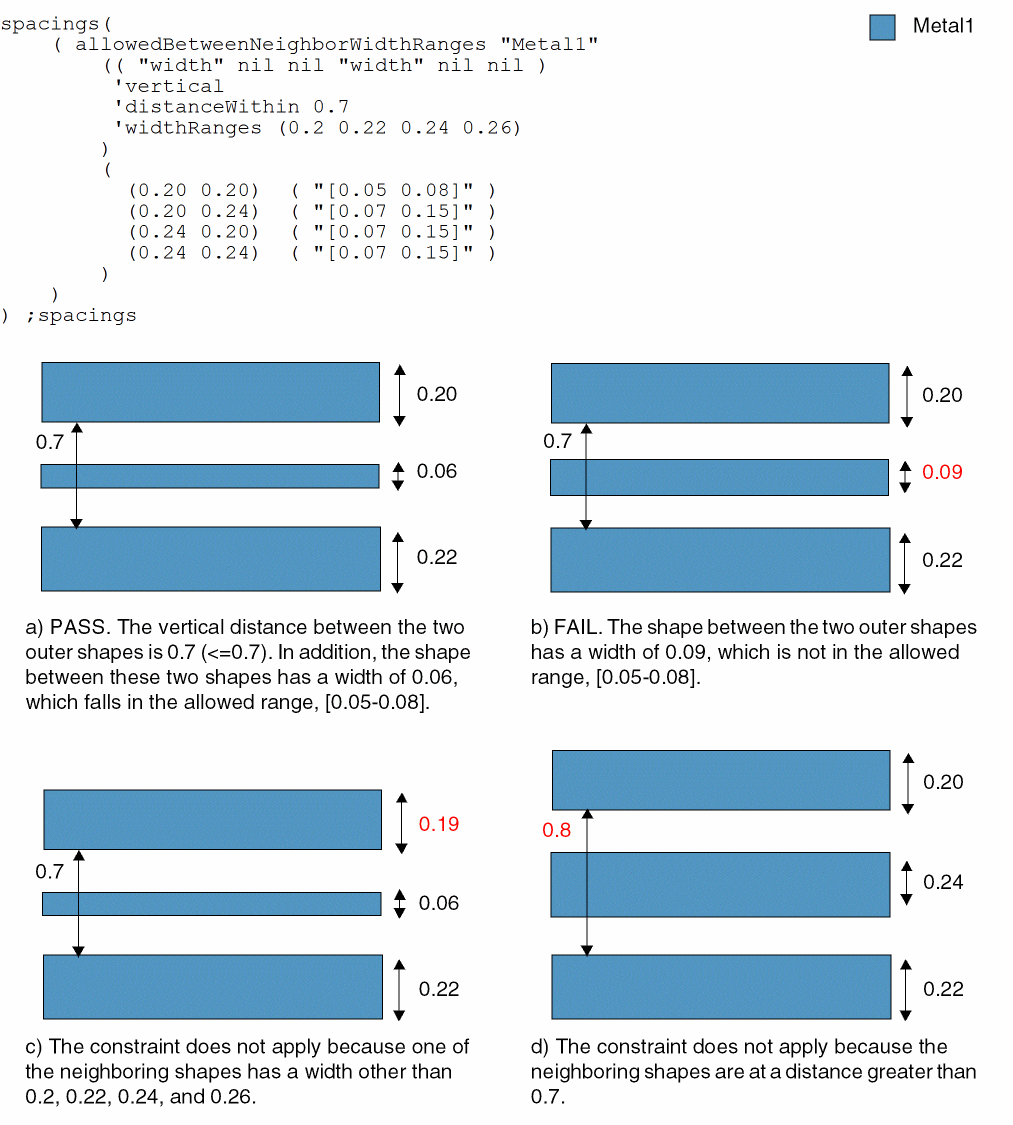 spacings(
( allowedBetweenNeighborWidthRanges "Metal1"
(( "width" nil nil "width" nil nil )
'vertical
'distanceWithin 0.7
'widthRanges (0.2 0.22 0.24 0.26)
)
(
(0.20 0.20) ( "[0.05 0.08]" )
(0.20 0.24) ( "[0.07 0.15]" )
(0.24 0.20) ( "[0.07 0.15]" )
(0.24 0.24) ( "[0.07 0.15]" )
)
)
) ;spacings
Metal1
0.20
0.7
0.06
0.22
a) PASS. The vertical distance between the two
outer shapes is 0.7 (<=0.7). In addition, the shape
between these two shapes has a width of 0.06,
which falls in the allowed range, [0.05-0.08].
0.20
0.7
0.09
0.22
b) FAIL. The shape between the two outer shapes
has a width of 0.09, which is not in the allowed
range, [0.05-0.08].
0.19
0.7
0.06
0.22
c) The constraint does not apply because one of
the neighboring shapes has a width other than
0.2, 0.22, 0.24, and 0.26.
0.20
0.8
0.24
0.22
d) The constraint does not apply because the
neighboring shapes are at a distance greater than
0.7.